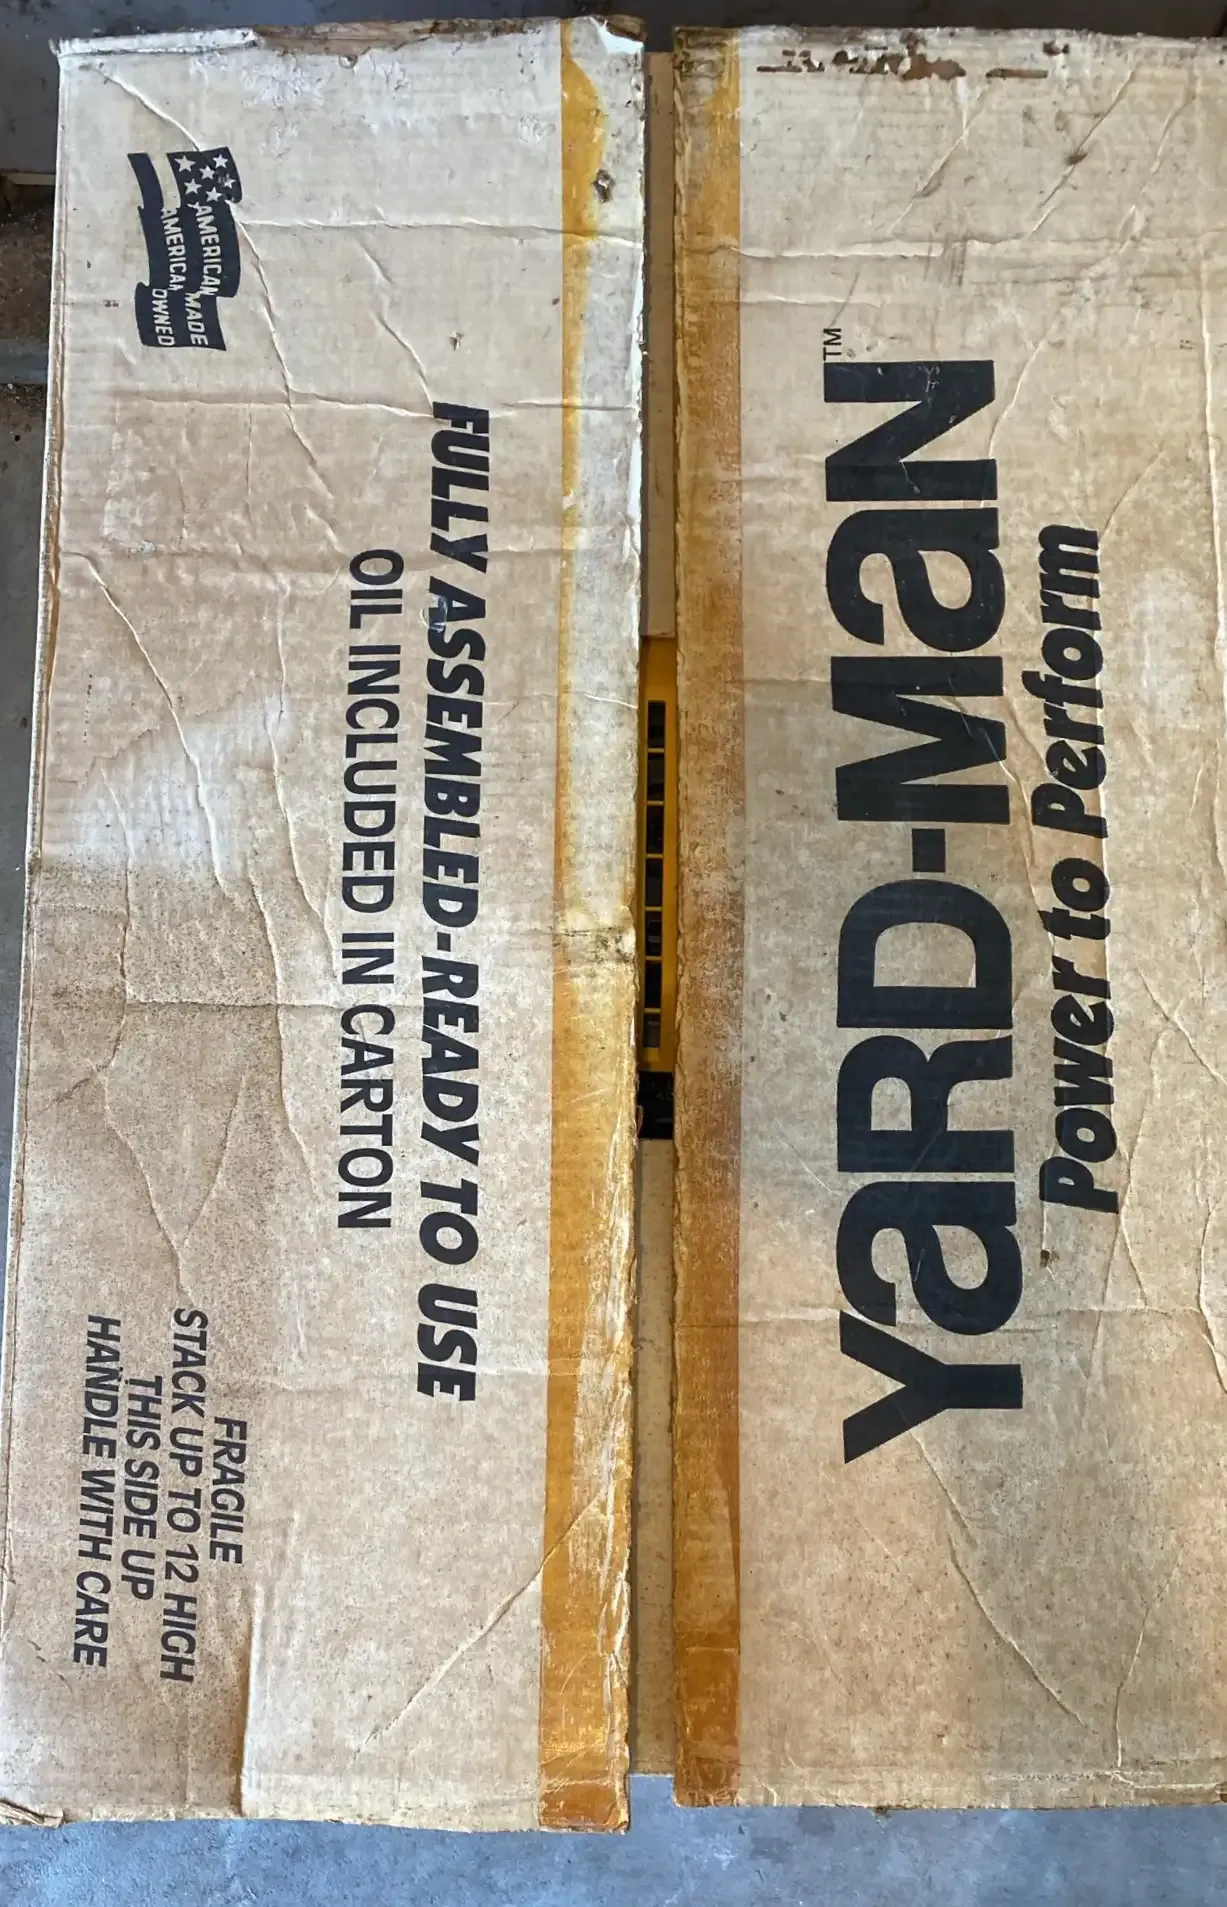 YaRD-MaN™
Power to Perform
FULLY ASSEMBLED-READY TO USE
OIL INCLUDED IN CARTON
AMERICAN MADE
AMERICAN OWNED
FRAGILE
STACK UP TO 12 HIGH
THIS SIDE UP
HANDLE WITH CARE